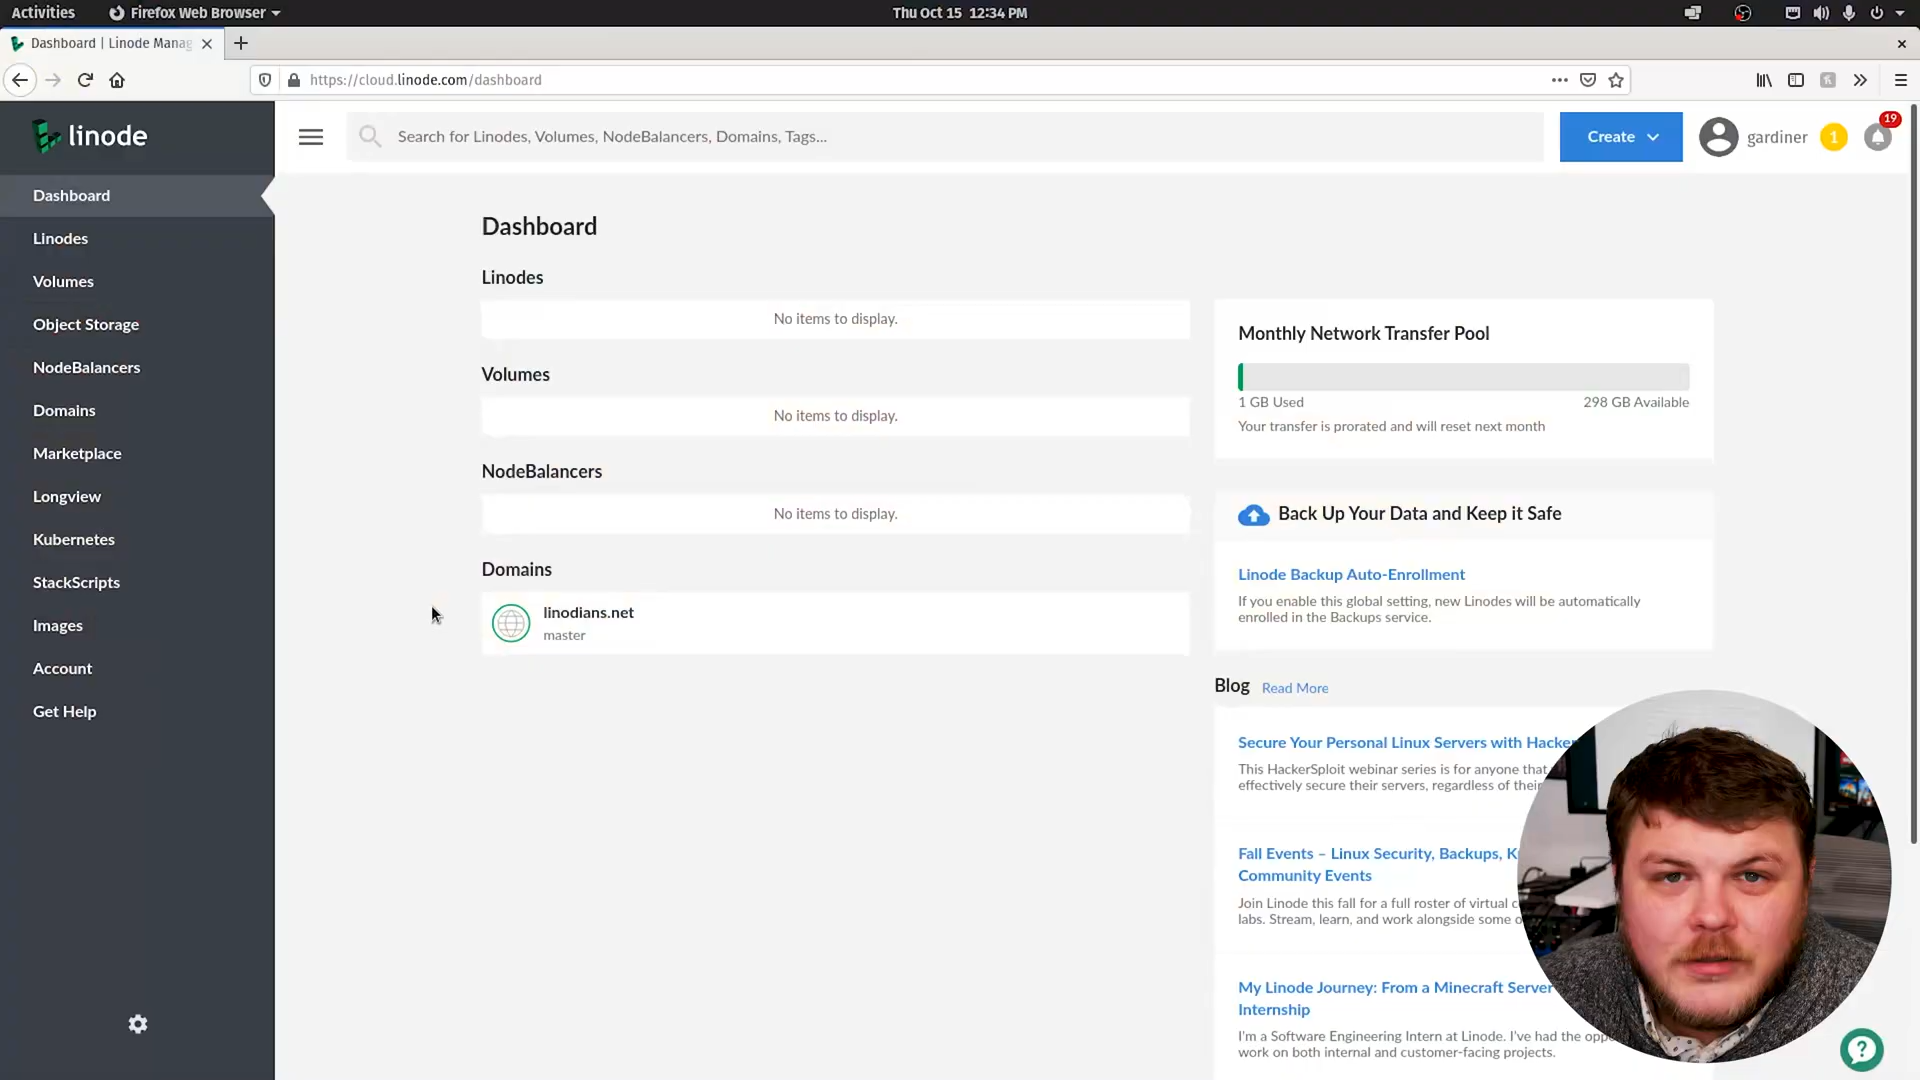 Activities
Firefox Web Browser
Thu Oct 15 12:34 PM
Dashboard | Linode Manag
https://cloud.linode.com/dashboard
linode
Search for Linodes, Volumes, NodeBalancers, Domains, Tags...
Create
gardiner
1
19
Dashboard
Linodes
Volumes
Object Storage
NodeBalancers
Domains
Marketplace
Longview
Kubernetes
StackScripts
Images
Account
Get Help
Dashboard
Linodes
No items to display.
Volumes
No items to display.
NodeBalancers
No items to display.
Domains
linodians.net
master
Monthly Network Transfer Pool
1 GB Used
298 GB Available
Your transfer is prorated and will reset next month
Back Up Your Data and Keep it Safe
Linode Backup Auto-Enrollment
If you enable this global setting, new Linodes will be automatically
enrolled in the Backups service.
Blog Read More
Secure Your Personal Linux Servers with Hacker
This HackerSploit webinar series is for anyone that
effectively secure their servers, regardless of their
Fall Events – Linux Security, Backups, K
Community Events
Join Linode this fall for a full roster of virtual
labs. Stream, learn, and work alongside some
My Linode Journey: From a Minecraft Server
Internship
I'm a Software Engineering Intern at Linode. I've had the oppo
work on both internal and customer-facing projects.
?